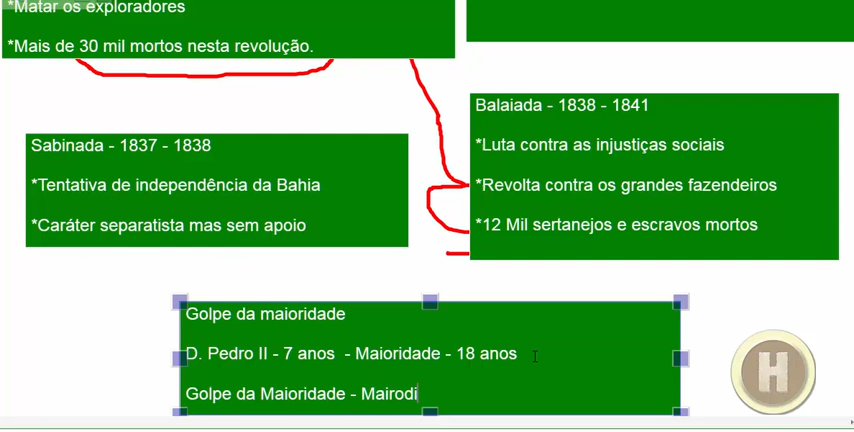 *Matar os exploradores
*Mais de 30 mil mortos nesta revolução.
Balaiada - 1838 - 1841
*Luta contra as injustiças sociais
*Revolta contra os grandes fazendeiros
*12 Mil sertanejos e escravos mortos
Sabinada - 1837 - 1838
*Tentativa de independência da Bahia
*Caráter separatista mas sem apoio
Golpe da maioridade
D. Pedro II - 7 anos - Maioridade - 18 anos
Golpe da Maioridade - Mairodi
H